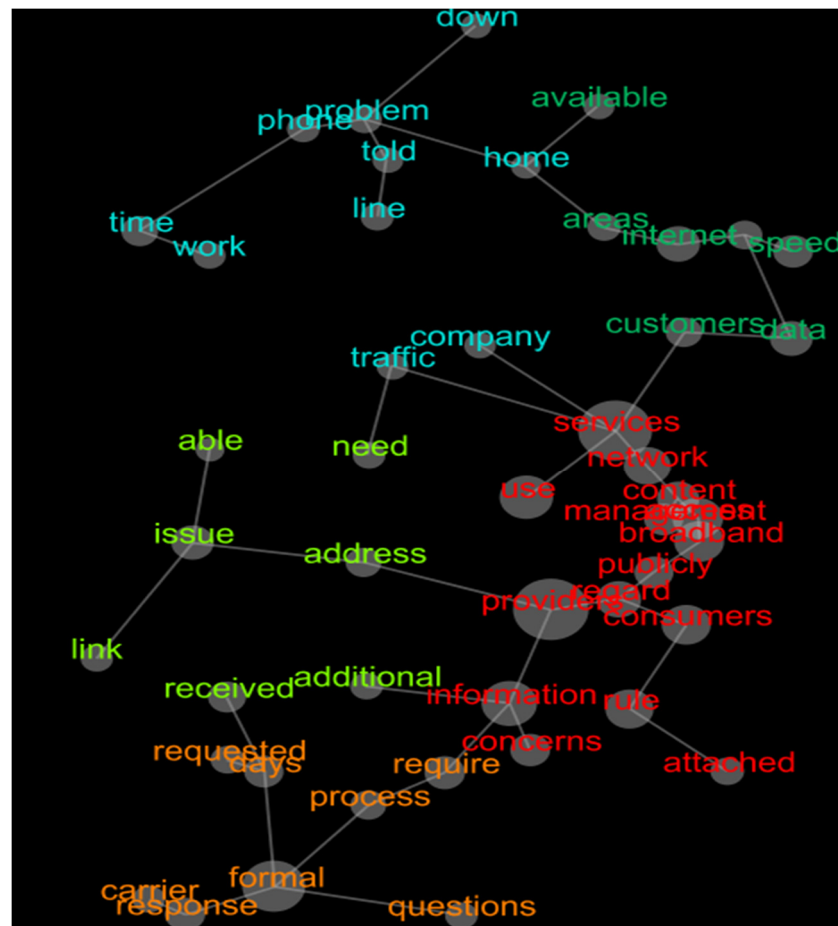 down
available
problem
phone
told
home
line
areas
time
internet
work
speed
customers
data
company
traffic
services
able
need
network
use
content
management
access
issue
broadband
address
publicly
regard
providers
consumers
link
additional
received
information
rule
concerns
requested
days
require
attached
process
formal
carrier
response
questions